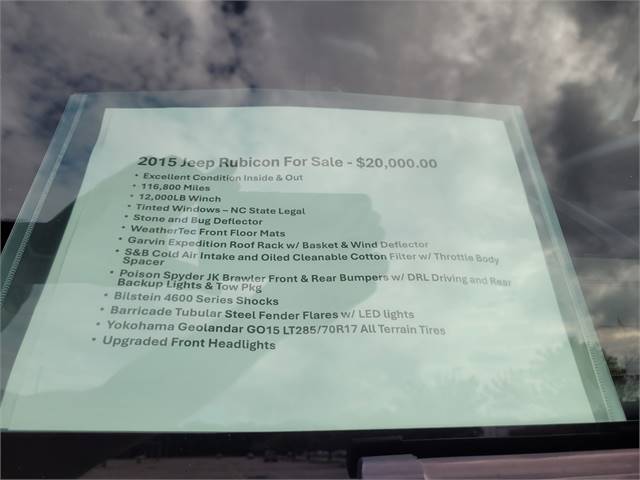 2015 Jeep Rubicon For Sale - $20,000.00
• Excellent Condition Inside & Out
• 116,800 Miles
• 12,000LB Winch
• Tinted Windows – NC State Legal
• Stone and Bug Deflector
• WeatherTec Front Floor Mats
• Garvin Expedition Roof Rack w/ Basket & Wind Deflector
• S&B Cold Air Intake and Oiled Cleanable Cotton Filter w/ Throttle Body
Spacer
• Poison Spyder JK Brawler Front & Rear Bumpers w/ DRL Driving and Rear
Backup Lights & Tow Pkg
• Bilstein 4600 Series Shocks
• Barricade Tubular Steel Fender Flares w/ LED lights
• Yokohama Geolandar GO15 LT285/70R17 All Terrain Tires
• Upgraded Front Headlights